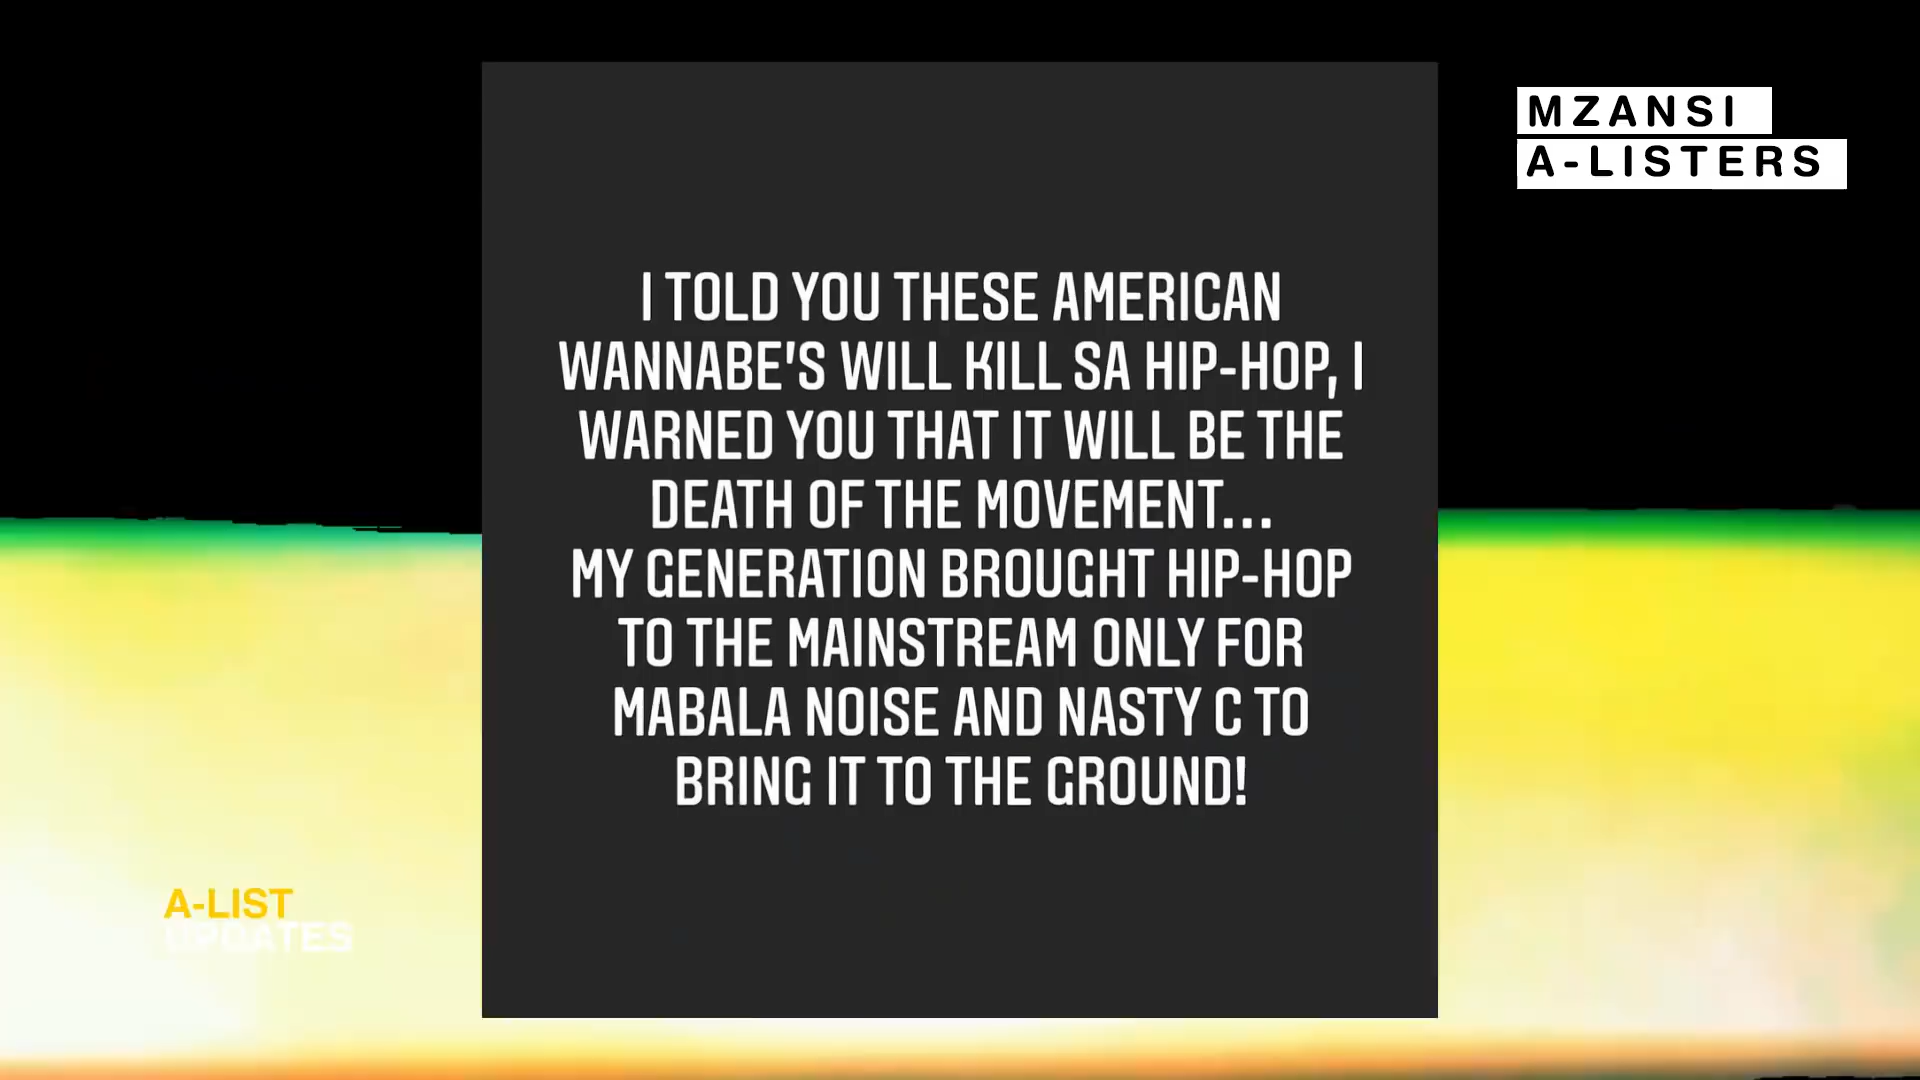 MZANSI
A-LISTERS
I TOLD YOU THESE AMERICAN
WANNABE'S WILL KILL SA HIP-HOP, I
WARNED YOU THAT IT WILL BE THE
DEATH OF THE MOVEMENT...
MY GENERATION BROUGHT HIP-HOP
TO THE MAINSTREAM ONLY FOR
MABALA NOISE AND NASTY C TO
BRING IT TO THE GROUND!
A-LIST
UPDATES